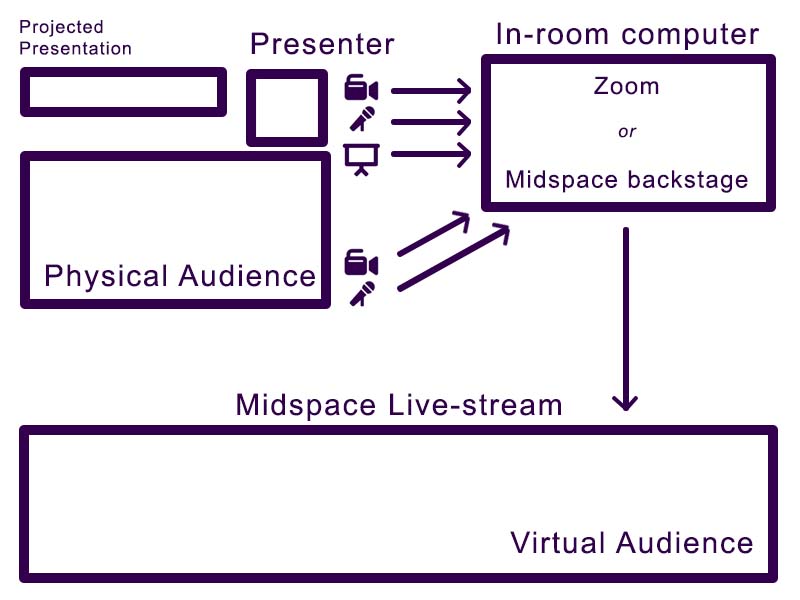 Projected
Presentation
Presenter
In-room computer
Zoom
or
Midspace backstage
Physical Audience
Midspace Live-stream
Virtual Audience